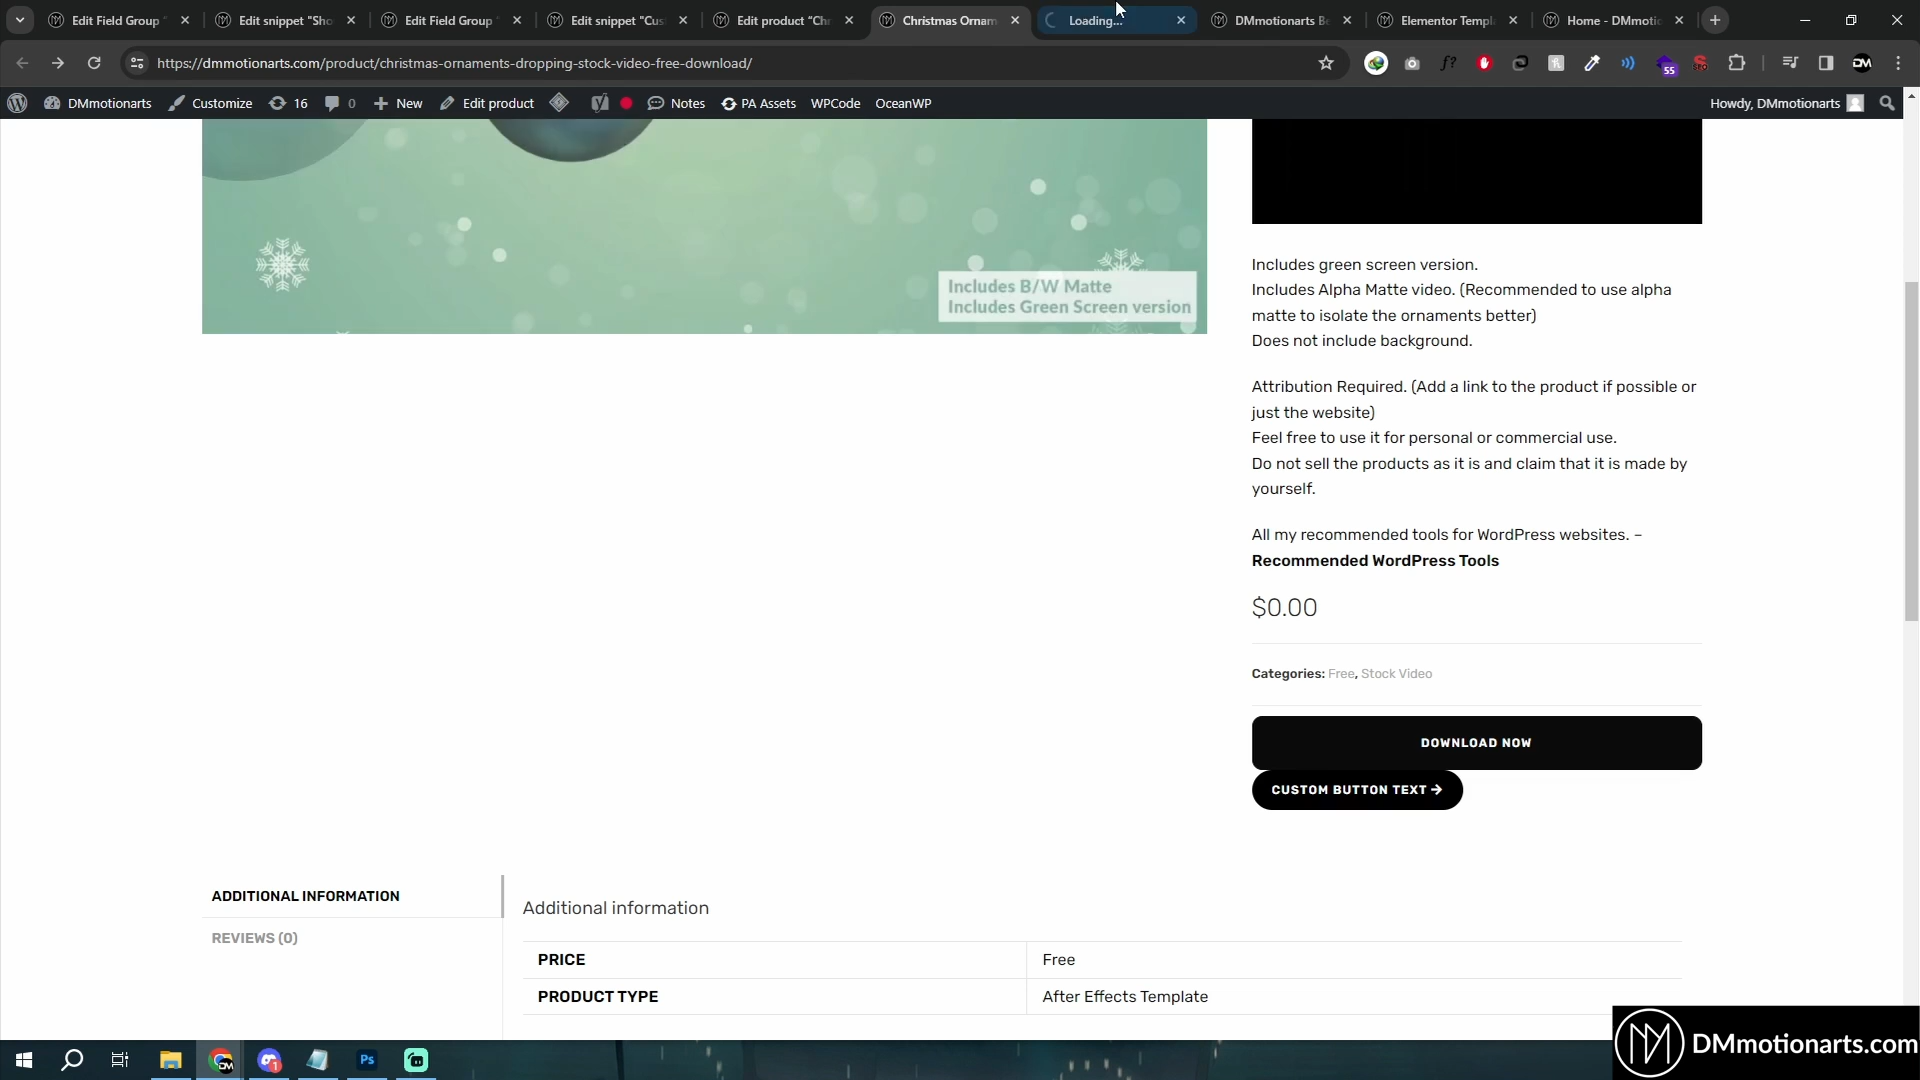 Edit Field Group "
Edit snippet "Sho
Edit Field Group "
Edit snippet "Cus
Edit product "Chr
Christmas Ornam
Loading...
DMmotionarts Be
Elementor Templ
Home - DMmotio
https://dmmotionarts.com/product/christmas-ornaments-dropping-stock-video-free-download/
f?
55
DM
DMmotionarts
Customize
16
0
New
Edit product
Notes
PA Assets
WPCode
OceanWP
Howdy, DMmotionarts
Includes B/W Matte
Includes Green Screen version
Includes green screen version.
Includes Alpha Matte video. (Recommended to use alpha
matte to isolate the ornaments better)
Does not include background.
Attribution Required. (Add a link to the product if possible or
just the website)
Feel free to use it for personal or commercial use.
Do not sell the products as it is and claim that it is made by
yourself.
All my recommended tools for WordPress websites. –
Recommended WordPress Tools
$0.00
Categories: Free, Stock Video
DOWNLOAD NOW
CUSTOM BUTTON TEXT →
ADDITIONAL INFORMATION
REVIEWS (0)
Additional information
PRICE
Free
PRODUCT TYPE
After Effects Template
DM
1
Ps
DMmotionarts.com